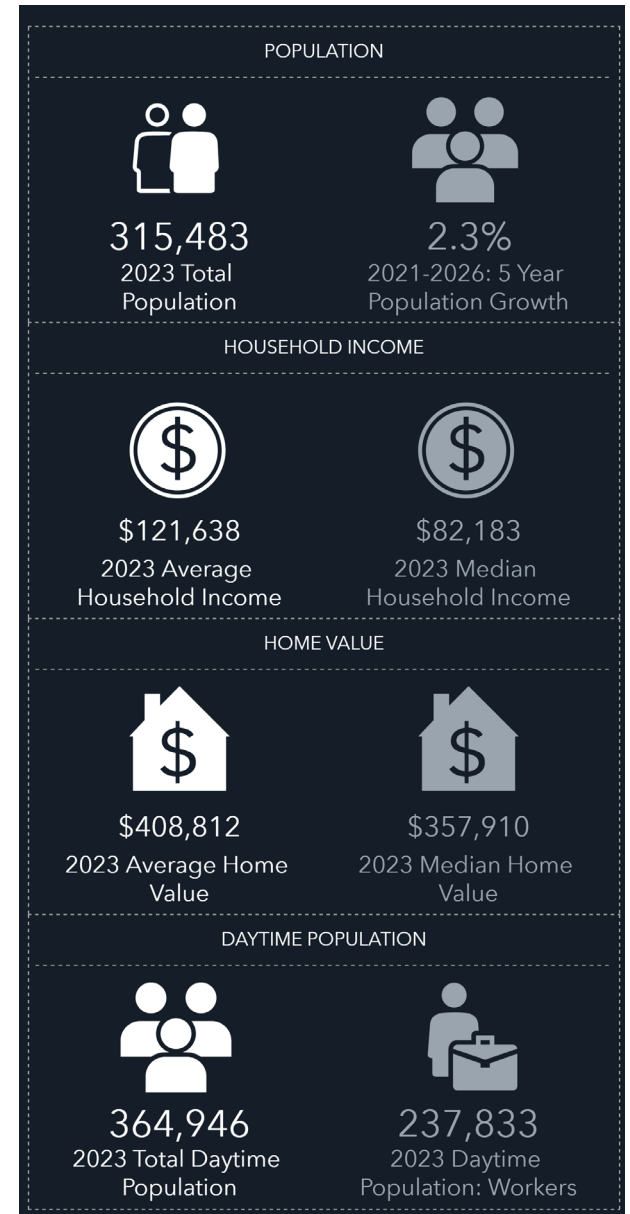 POPULATION
315,483
2023 Total
Population
2.3%
2021-2026: 5 Year
Population Growth
HOUSEHOLD INCOME
$
$121,638
2023 Average
Household Income
$
$82,183
2023 Median
Household Income
HOME VALUE
$
$408,812
2023 Average Home
Value
$
$357,910
2023 Median Home
Value
DAYTIME POPULATION
364,946
2023 Total Daytime
Population
237,833
2023 Daytime
Population: Workers